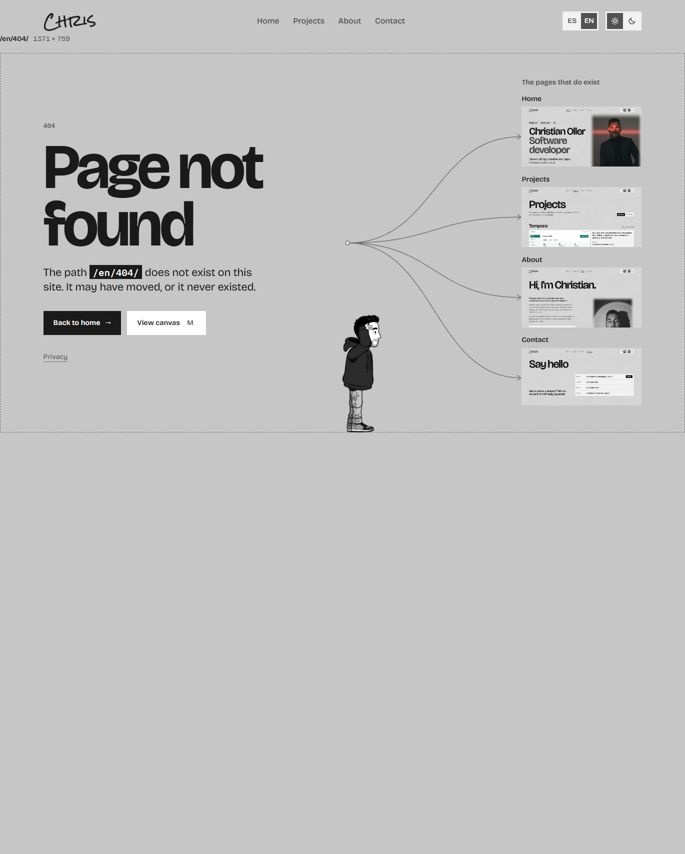 CHRIS
Home Projects About Contact
ES EN
/en/404/ 1371 × 759
404
Page not
found
The path /en/404/ does not exist on this
site. It may have moved, or it never existed.
Back to home →
View canvas M
Privacy
The pages that do exist
Home
Christian Oller
Software
developer
Projects
Projects
Tempora
About
Hi, I'm Christian.
Contact
Say hello